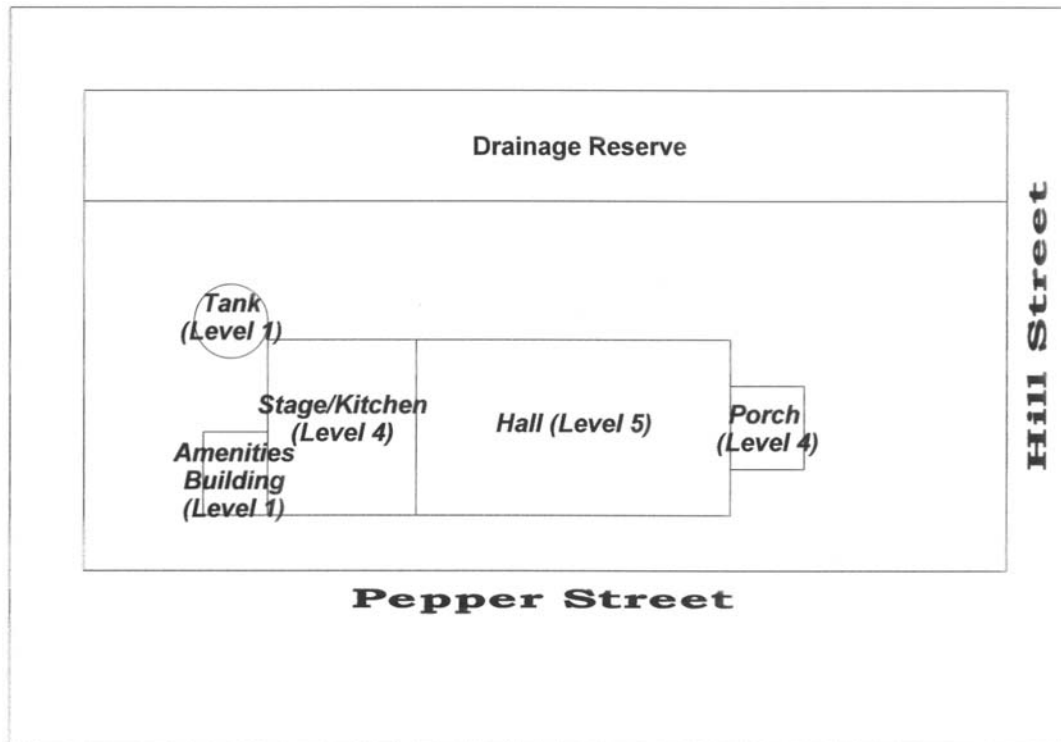 Drainage Reserve
Hill Street
Tank
(Level 1)
Stage/Kitchen
(Level 4)
Hall (Level 5)
Porch
(Level 4)
Amenities
Building
(Level 1)
Pepper Street